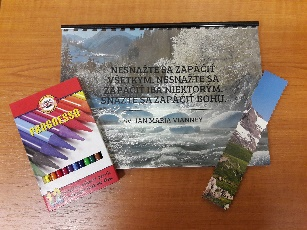 NESNAŽTE SA ZAPÁČIŤ
VŠETKÝM. NESNAŽTE SA
ZAPÁČIŤ IBA NIEKTORÝM.
SNAŽTE SA ZAPÁČIŤ BOHU.
SV. JÁN MÁRIA VIANNEY
PROGRESSO